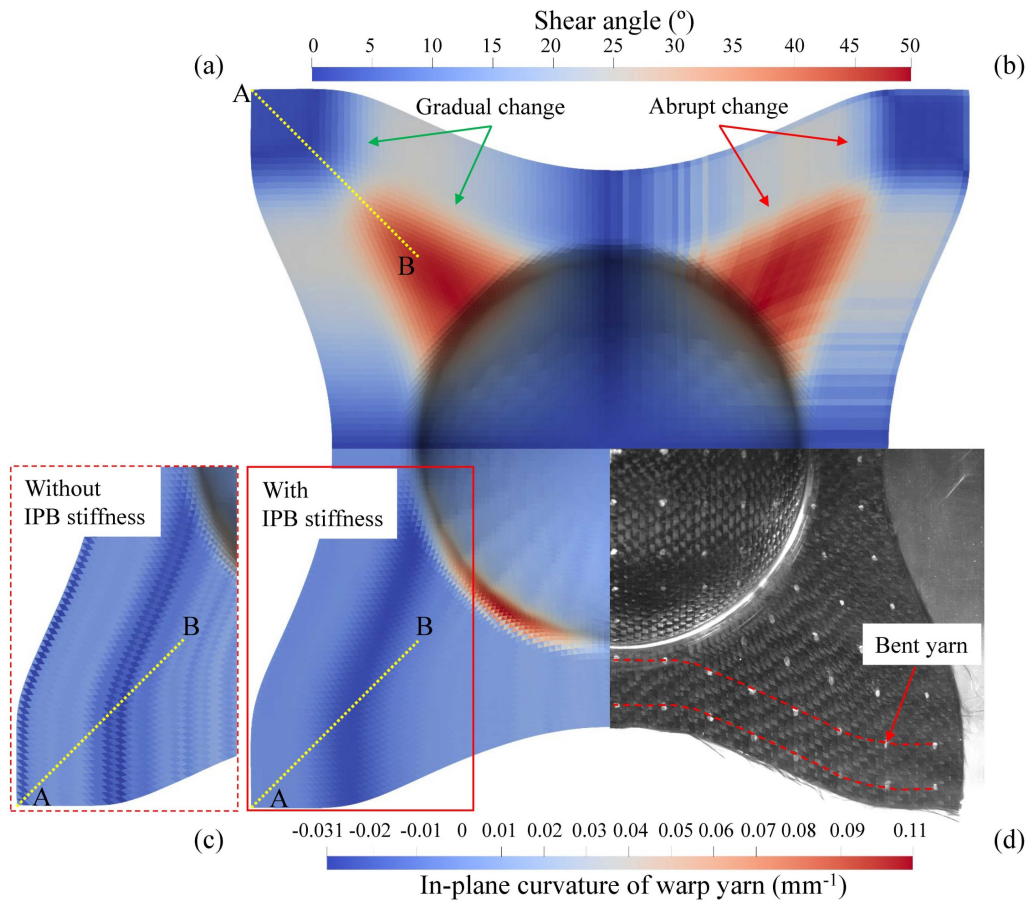 Shear angle (º)
0 5 10 15 20 25 30 35 40 45 50
(a)
(b)
A
Gradual change
Abrupt change
B
Without
IPB stiffness
With
IPB stiffness
B
B
Bent yarn
A
A
(c)
-0.031 -0.02 -0.01 0 0.01 0.02 0.03 0.04 0.05 0.06 0.07 0.08 0.09 0.11
(d)
In-plane curvature of warp yarn (mm-1)